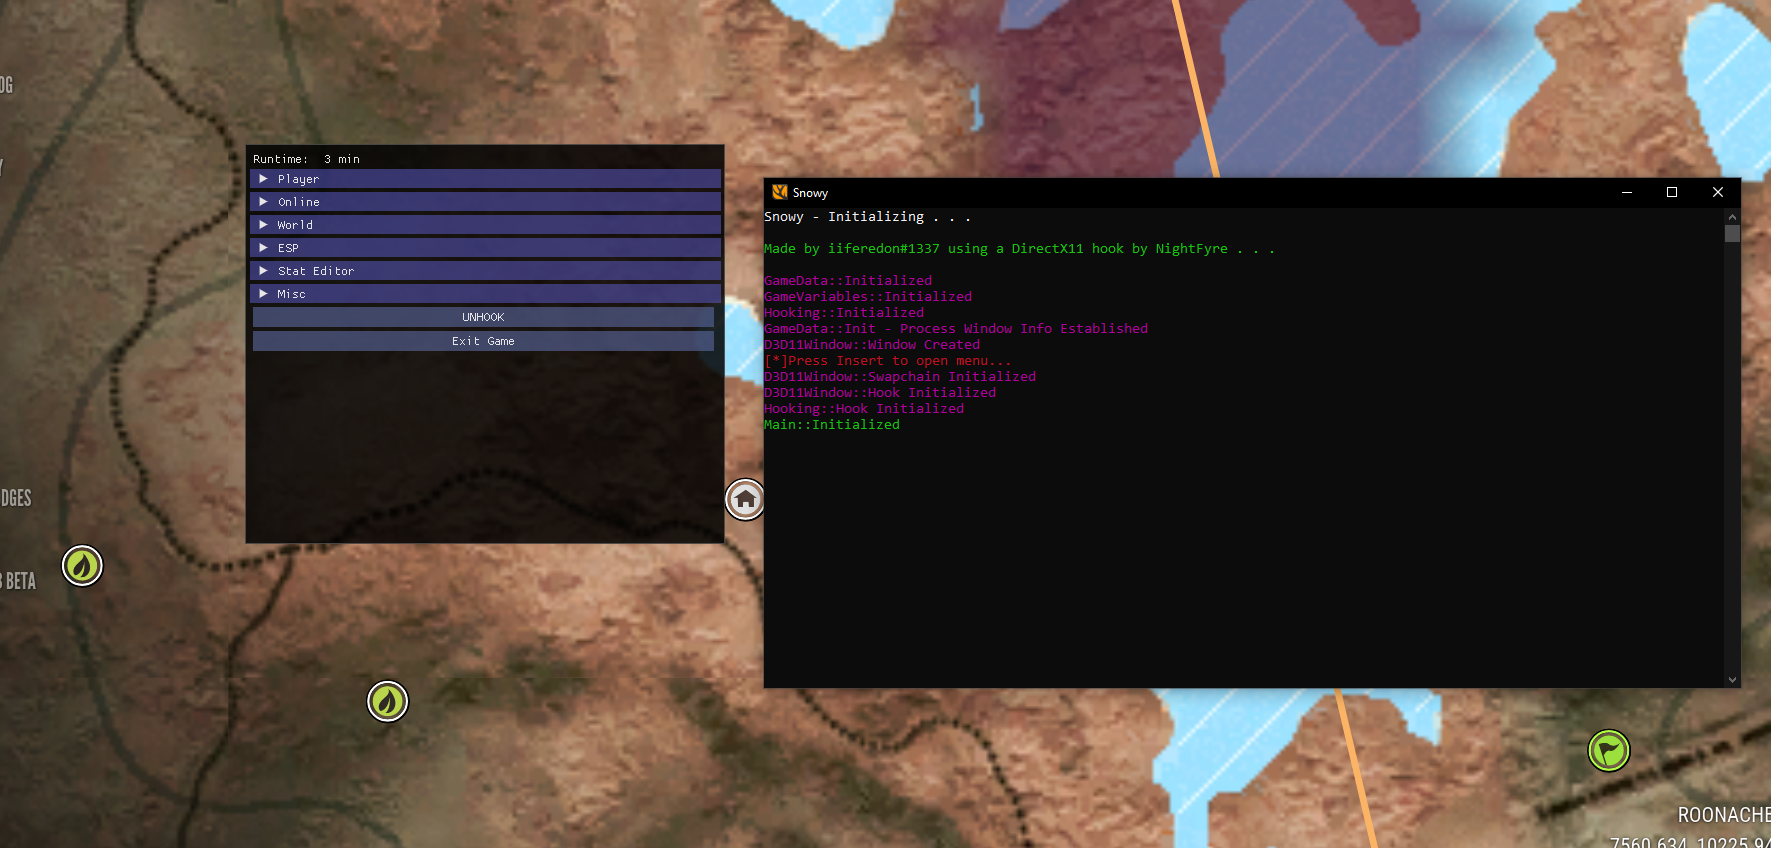 OG
Y
DGES
3 BETA
Runtime: 3 min
Player
Online
World
ESP
Stat Editor
Misc
UNHOOK
Exit Game
Snowy
Snowy - Initializing . . .
Made by iiferedon#1337 using a DirectX11 hook by NightFyre . . .
GameData::Initialized
GameVariables::Initialized
Hooking::Initialized
GameData::Init - Process Window Info Established
D3D11Window::Window Created
[*]Press Insert to open menu...
D3D11Window::Swapchain Initialized
D3D11Window::Hook Initialized
Hooking::Hook Initialized
Main::Initialized
ROONACHE
7560.634, 10225.94